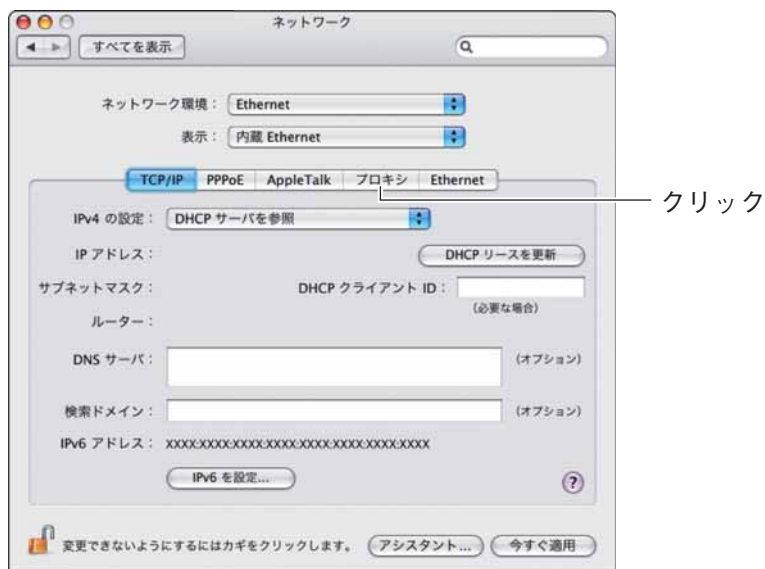 ネットワーク
すべてを表示
ネットワーク環境： Ethernet
表示： 内蔵 Ethernet
TCP/IP PPPoE AppleTalk プロキシ Ethernet
クリック
IPv4 の設定： DHCP サーバを参照
IP アドレス： DHCP リースを更新
サブネットマスク： DHCP クライアント ID：
(必要な場合)
ルーター：
DNS サーバ： (オプション)
検索ドメイン： (オプション)
IPv6 アドレス： XXXX:XXXX:XXXX:XXXX:XXXX:XXXX:XXXX:XXXX
IPv6 を設定...
?
変更できないようにするにはカギをクリックします。 アシスタント... 今すぐ適用